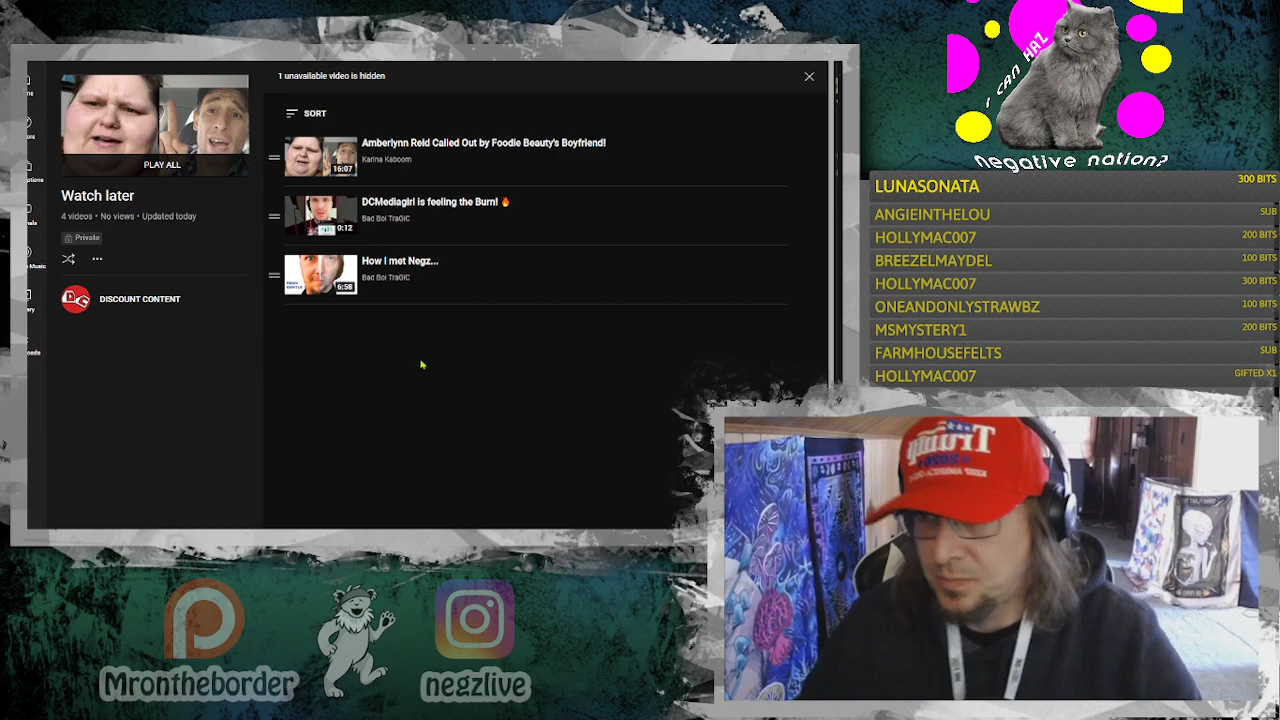 1 unavailable video is hidden
SORT
PLAY ALL
Watch later
4 videos • No views • Updated today
Private
DISCOUNT CONTENT
Amberlynn Reid Called Out by Foodie Beauty's Boyfriend!
Karina Kaboom
16:07
DCMediagirl is feeling the Burn! 🔥
Bad Boi TraGIC
0:12
How I met Negz...
Bad Boi TraGIC
6:58
I CAN HAZ
negative nation?
LUNASONATA 300 BITS
ANGIEINTHELOU SUB
HOLLYMAC007 200 BITS
BREEZELMAYDEL 100 BITS
HOLLYMAC007 300 BITS
ONEANDONLYSTRAWBZ 100 BITS
MSMYSTERY1 200 BITS
FARMHOUSEFELTS SUB
HOLLYMAC007 GIFTED X1
Trump
Mrontheborder
negzlive